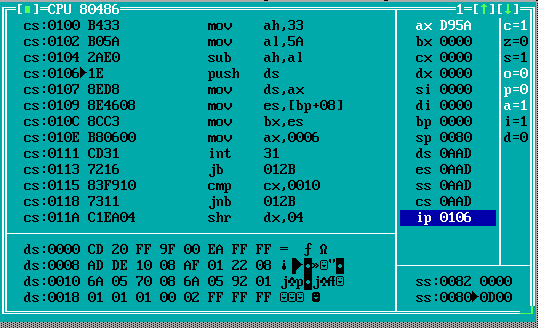 [■]=CPU 80486 1=[↑][↓]
cs:0100 B433 mov ah,33 ax D95A c=1
cs:0102 B05A mov al,5A bx 0000 z=0
cs:0104 2AE0 sub ah,al cx 0000 s=1
cs:0106►1E push ds dx 0000 o=0
cs:0107 8ED8 mov ds,ax si 0000 p=0
cs:0109 8E4608 mov es,[bp+08] di 0000 a=1
cs:010C 8CC3 mov bx,es bp 0000 i=1
cs:010E B80600 mov ax,0006 sp 0080 d=0
cs:0111 CD31 int 31 ds 0AAD
cs:0113 7216 jb 012B es 0AAD
cs:0115 83F910 cmp cx,0010 ss 0AAD
cs:0118 7311 jnb 012B cs 0AAD
cs:011A C1EA04 shr dx,04 ip 0106
ds:0000 CD 20 FF 9F 00 EA FF FF = ƒ Ω
ds:0008 AD DE 10 08 AF 01 22 08
ds:0010 6A 05 70 08 6A 05 92 01 ss:0082 0000
ds:0018 01 01 01 00 02 FF FF FF ss:0080►0D00